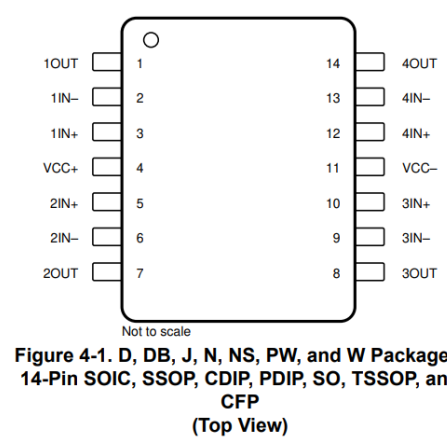 1OUT 1 14 4OUT
1IN– 2 13 4IN–
1IN+ 3 12 4IN+
VCC+ 4 11 VCC–
2IN+ 5 10 3IN+
2IN– 6 9 3IN–
2OUT 7 8 3OUT
Not to scale
Figure 4-1. D, DB, J, N, NS, PW, and W Package
14-Pin SOIC, SSOP, CDIP, PDIP, SO, TSSOP, an
CFP
(Top View)